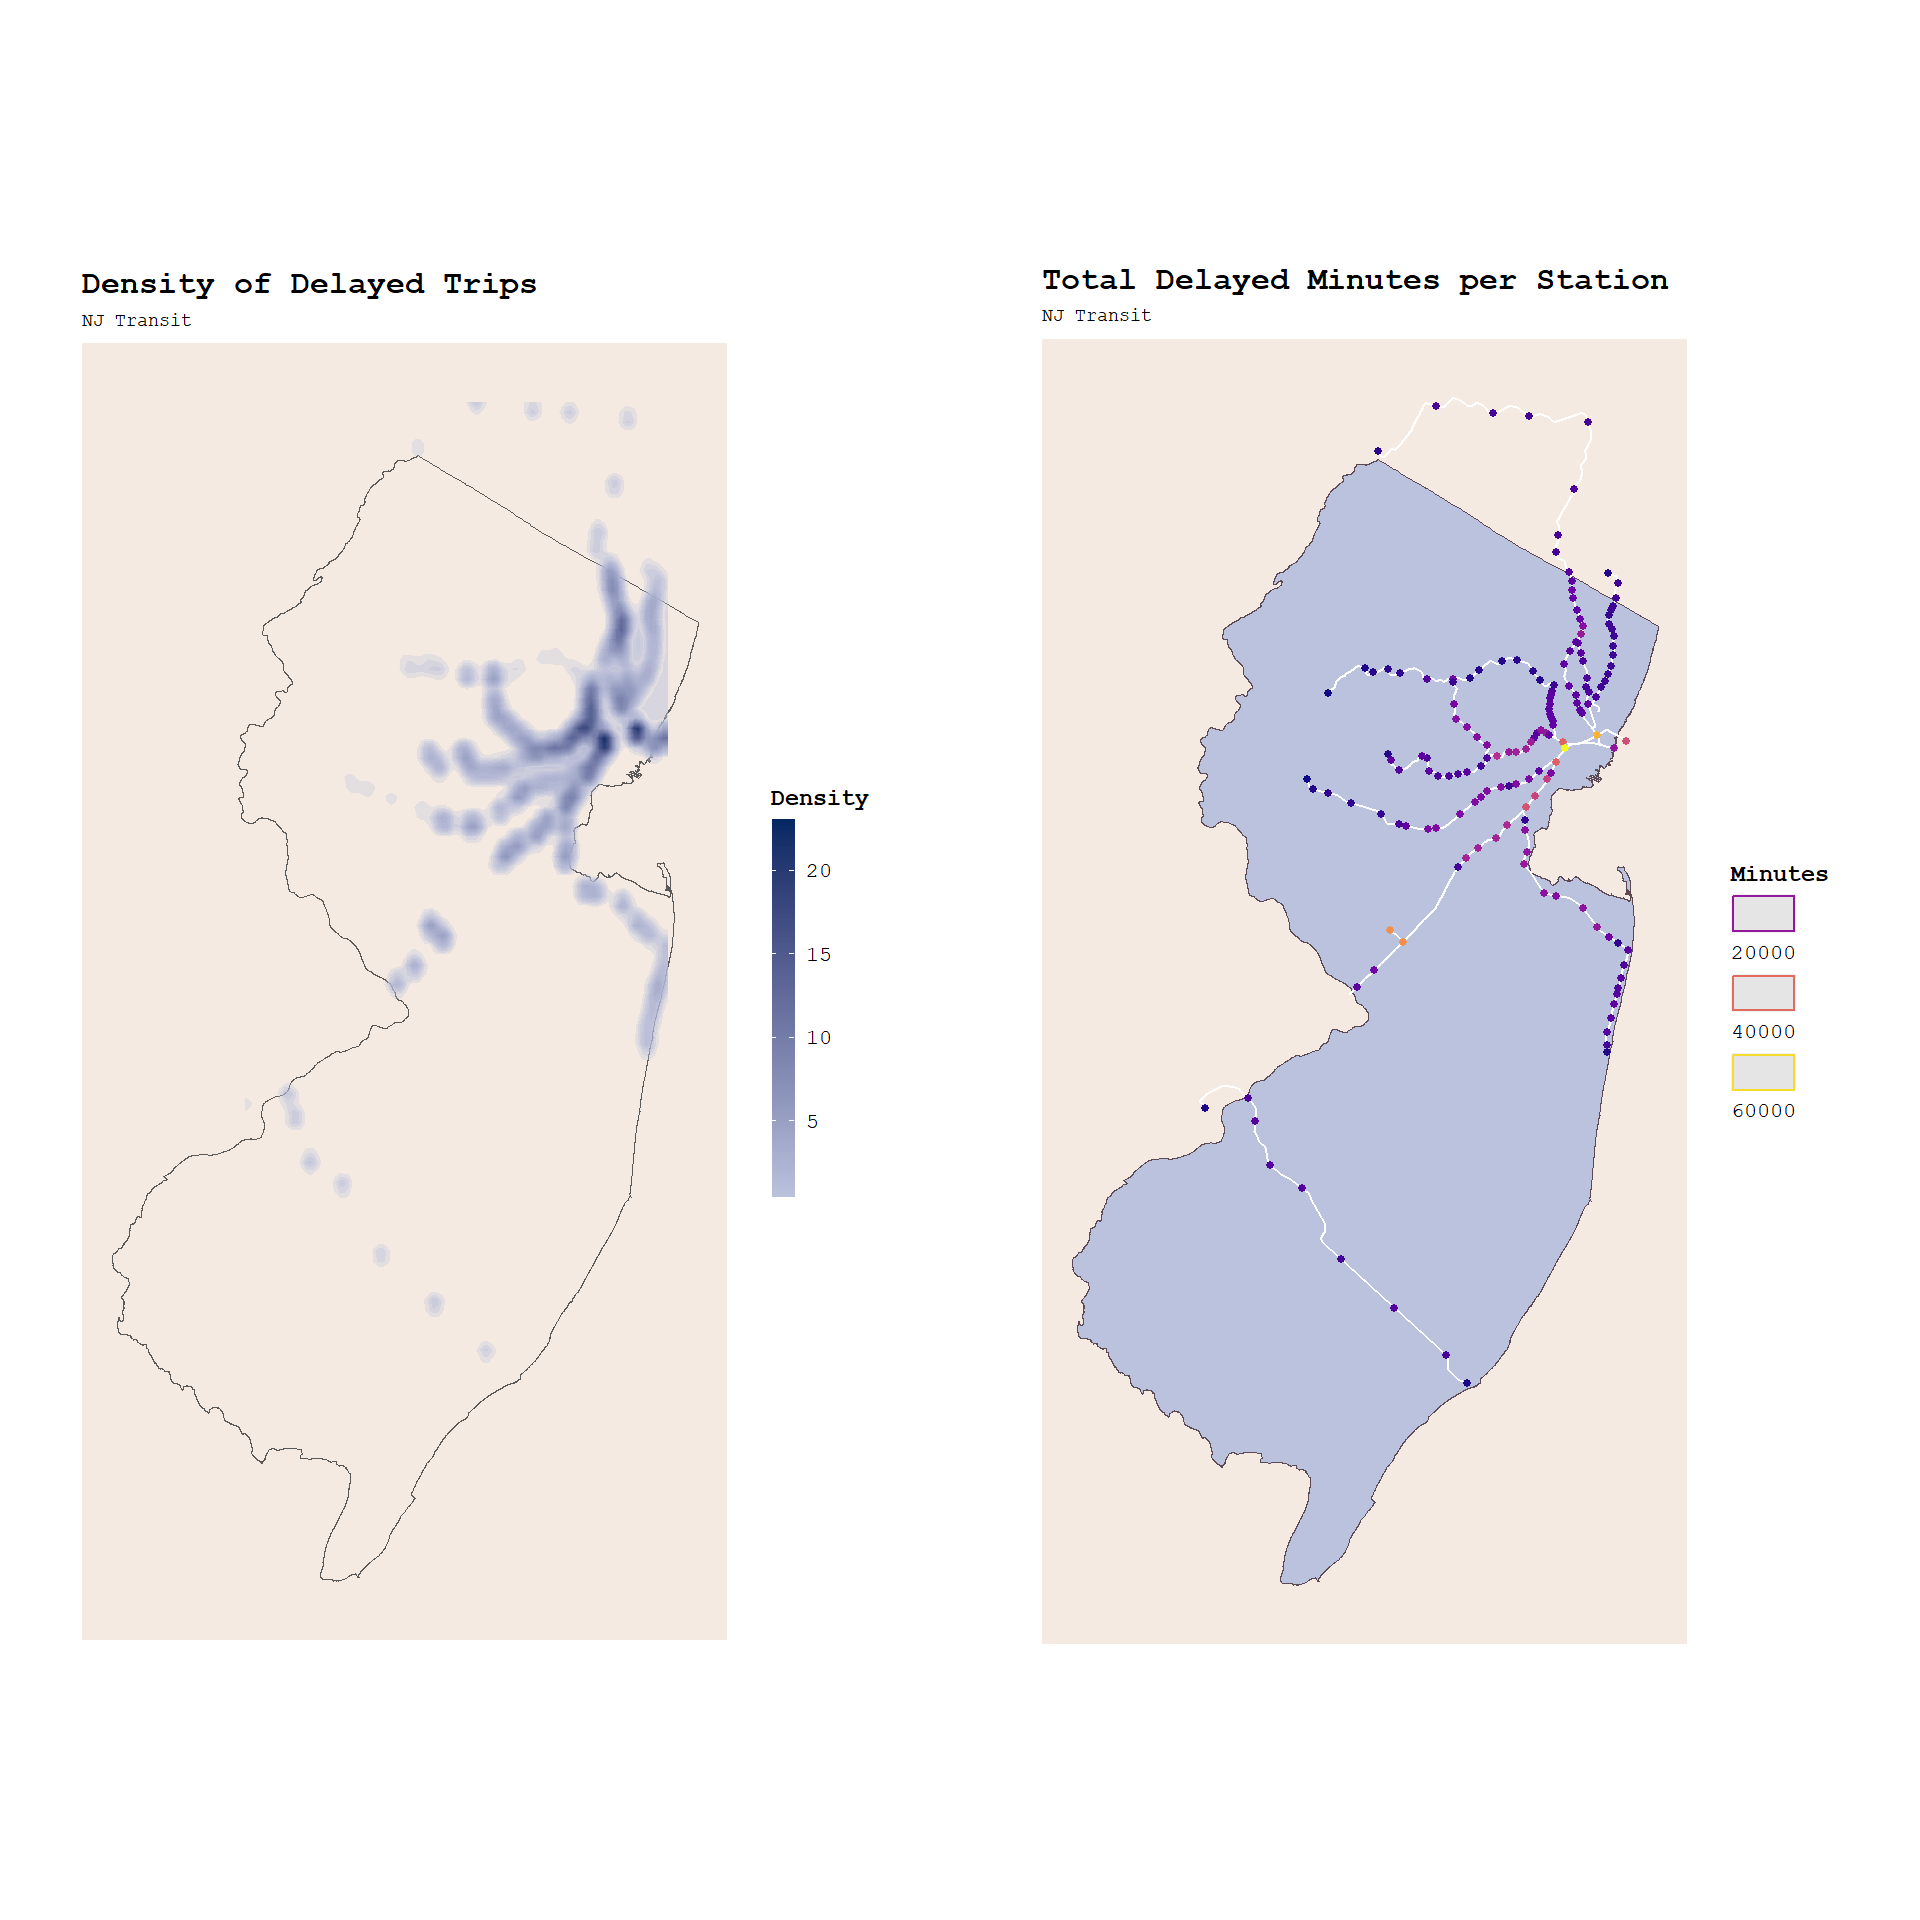 Density of Delayed Trips
NJ Transit
Density
20
15
10
5
Total Delayed Minutes per Station
NJ Transit
Minutes
20000
40000
60000